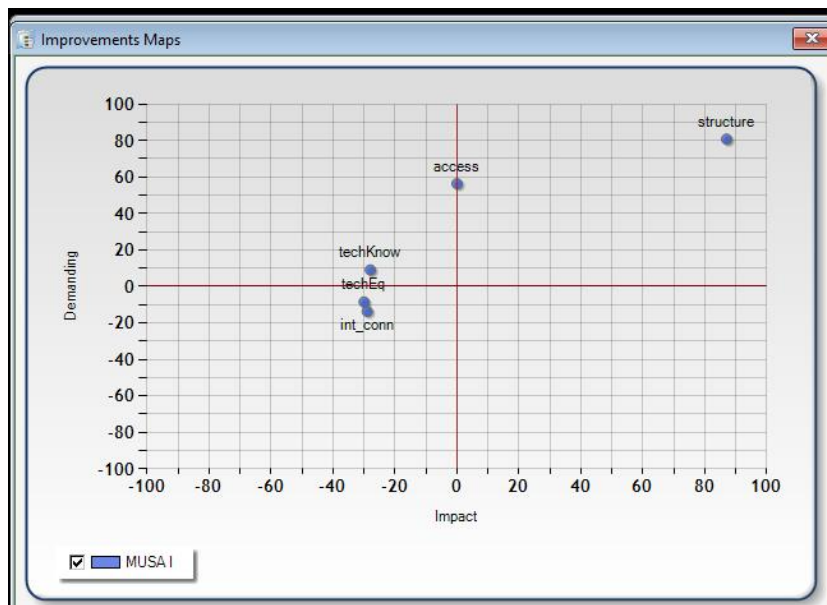 Improvements Maps
100
80
60
40
20
0
-20
-40
-60
-80
-100
Demanding
structure
access
techKnow
techEq
int_conn
-100 -80 -60 -40 -20 0 20 40 60 80 100
Impact
MUSA I